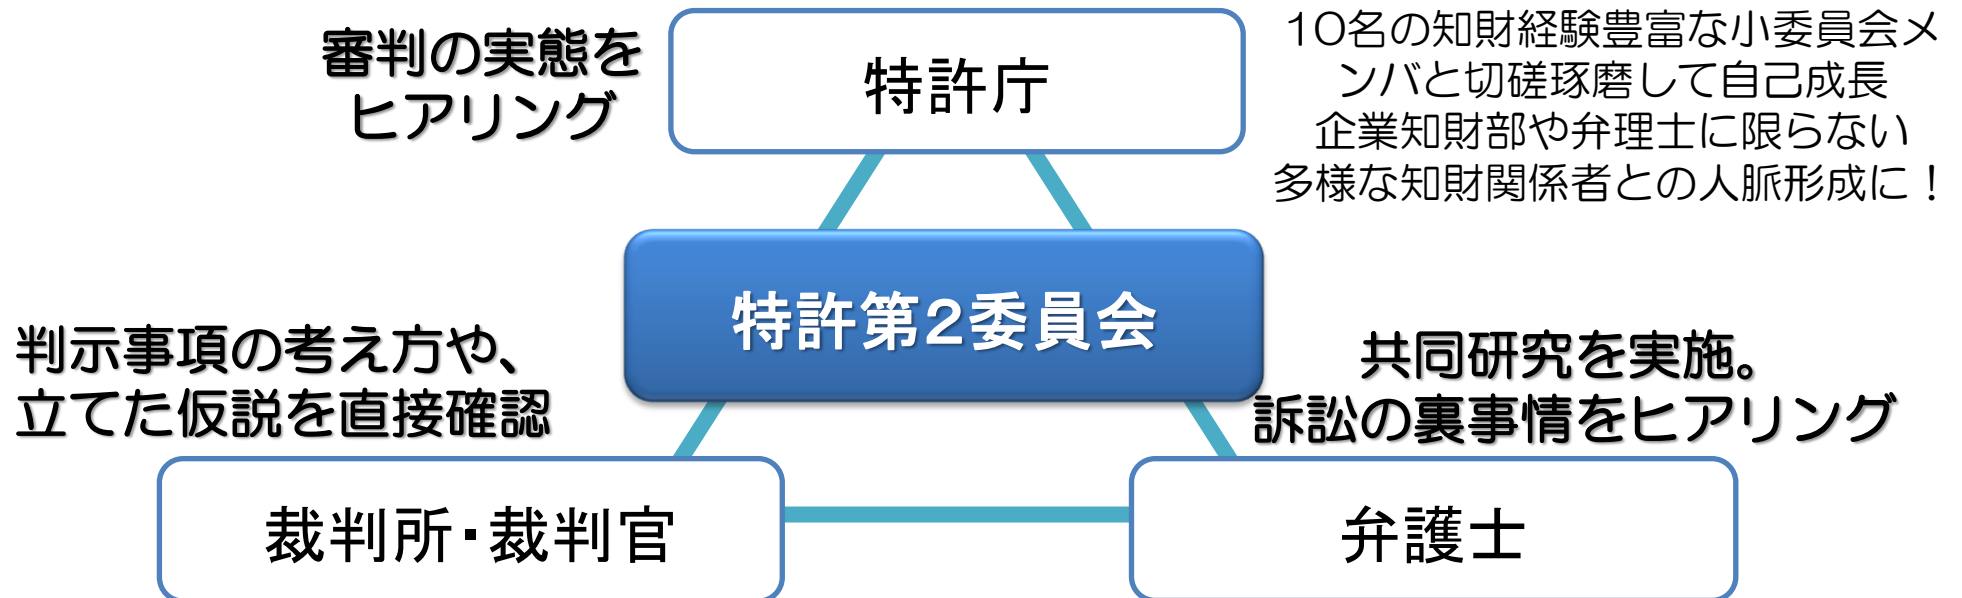 審判の実態を
ヒアリング
特許庁
10名の知財経験豊富な小委員会メ
ンバと切磋琢磨して自己成長
企業知財部や弁理士に限らない
多様な知財関係者との人脈形成に！
特許第2委員会
判示事項の考え方や、
立てた仮説を直接確認
共同研究を実施。
訴訟の裏事情をヒアリング
裁判所・裁判官
弁護士